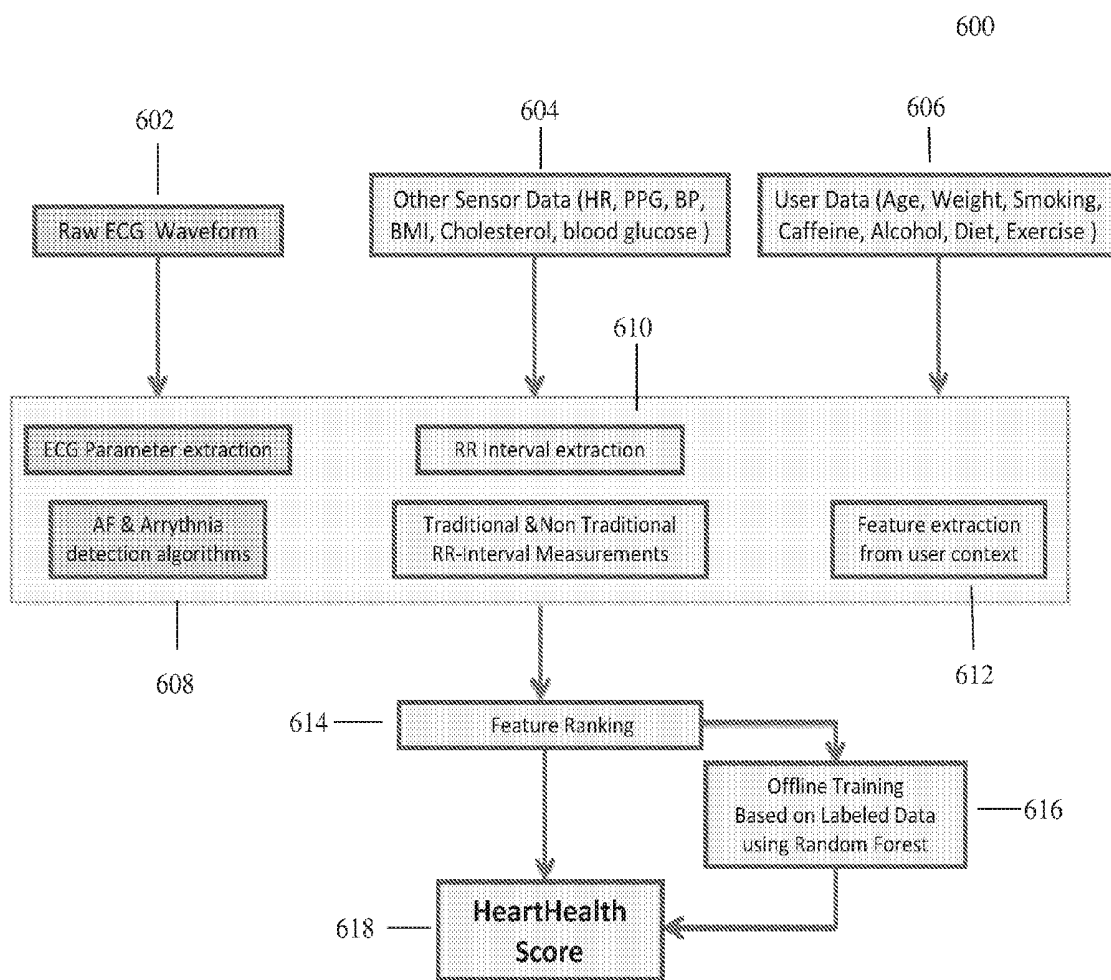 600
602
604
606
Raw ECG Waveform
Other Sensor Data (HR, PPG, BP,
BMI, Cholesterol, blood glucose )
User Data (Age, Weight, Smoking,
Caffeine, Alcohol, Diet, Exercise )
610
ECG Parameter extraction
RR Interval extraction
AF & Arrythnia
detection algorithms
Traditional &Non Traditional
RR-Interval Measurements
Feature extraction
from user context
608
612
614
Feature Ranking
Offline Training
Based on Labeled Data
using Random Forest
616
HeartHealth
Score
618